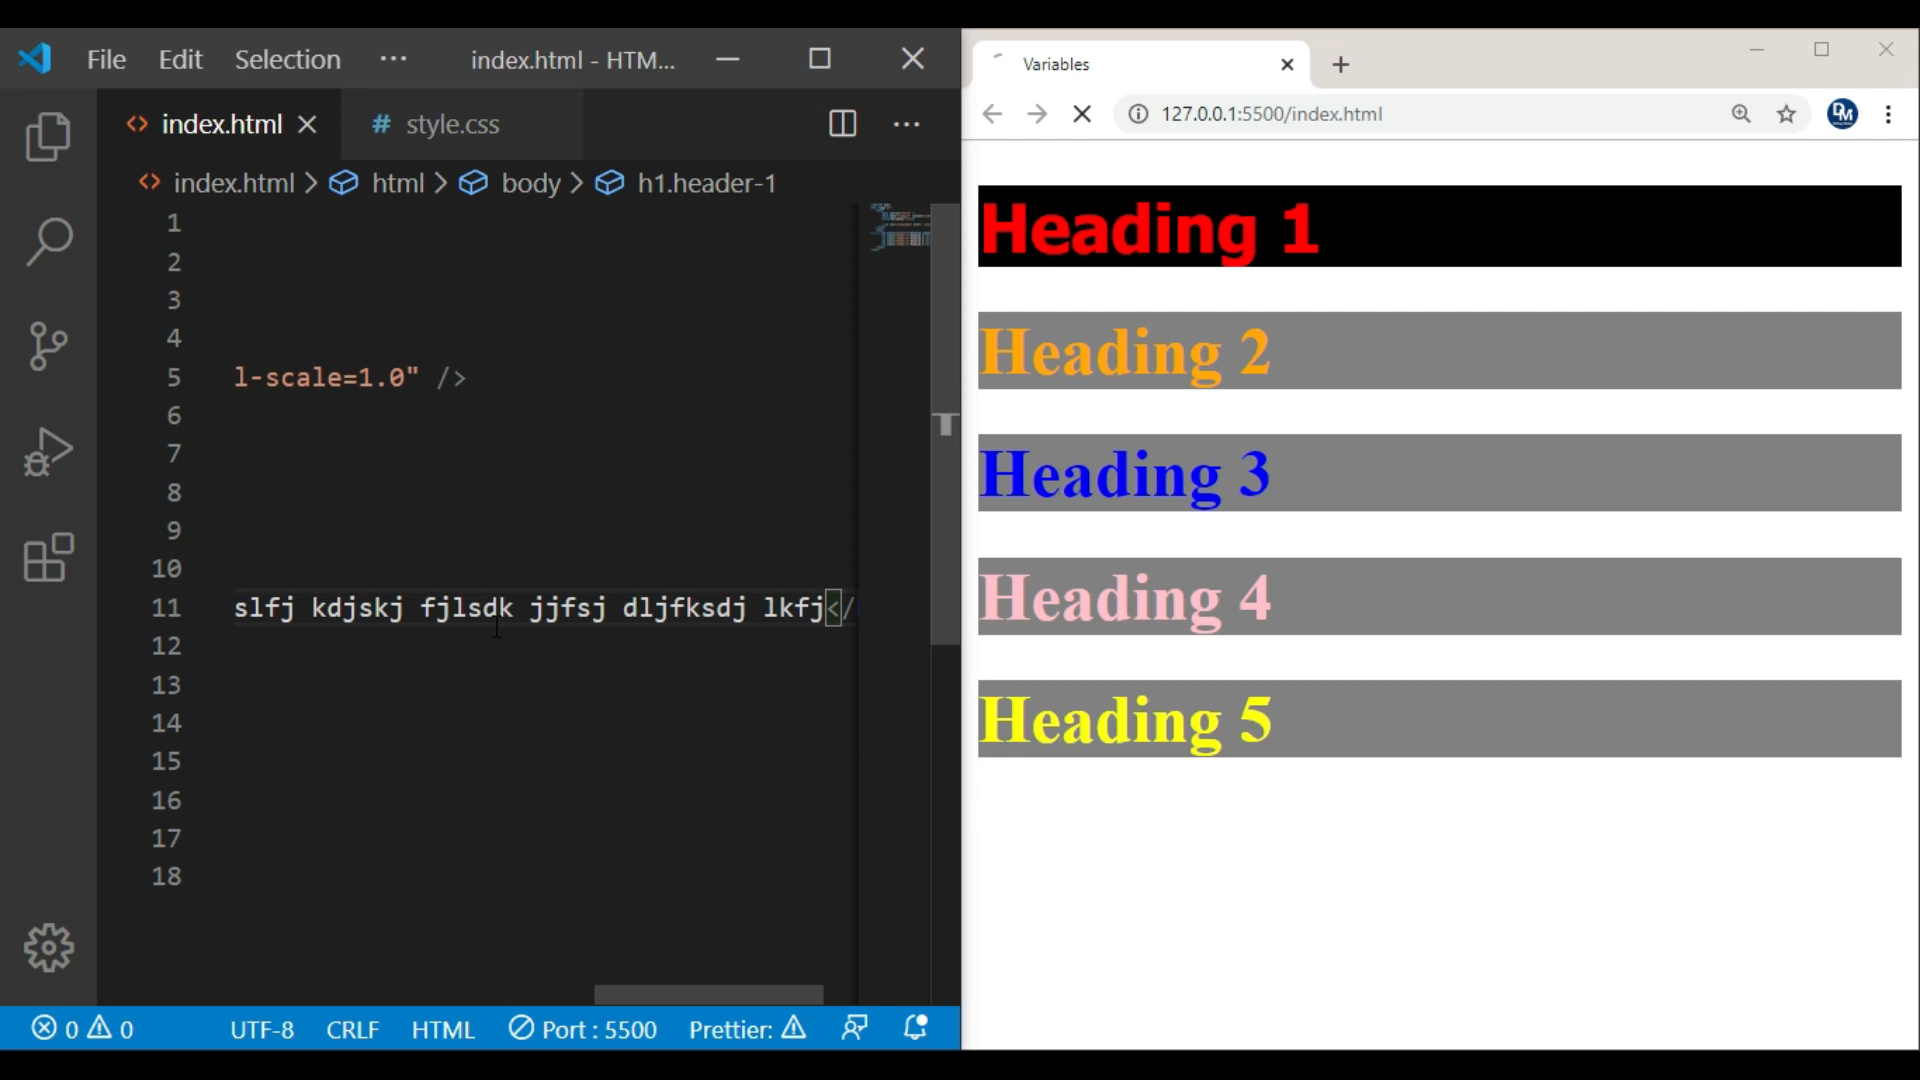 File Edit Selection ··· index.html - HTM...
index.html style.css ···
index.html > html > body > h1.header-1
1
2
3
4
5 l-scale=1.0" />
6
7
8
9
10
11 slfj kdjskj fjlsdk jjfsj dljfksdj lkfj</
12
13
14
15
16
17
18
0 0 UTF-8 CRLF HTML Port : 5500 Prettier:
Variables
127.0.0.1:5500/index.html DM
Heading 1
Heading 2
Heading 3
Heading 4
Heading 5